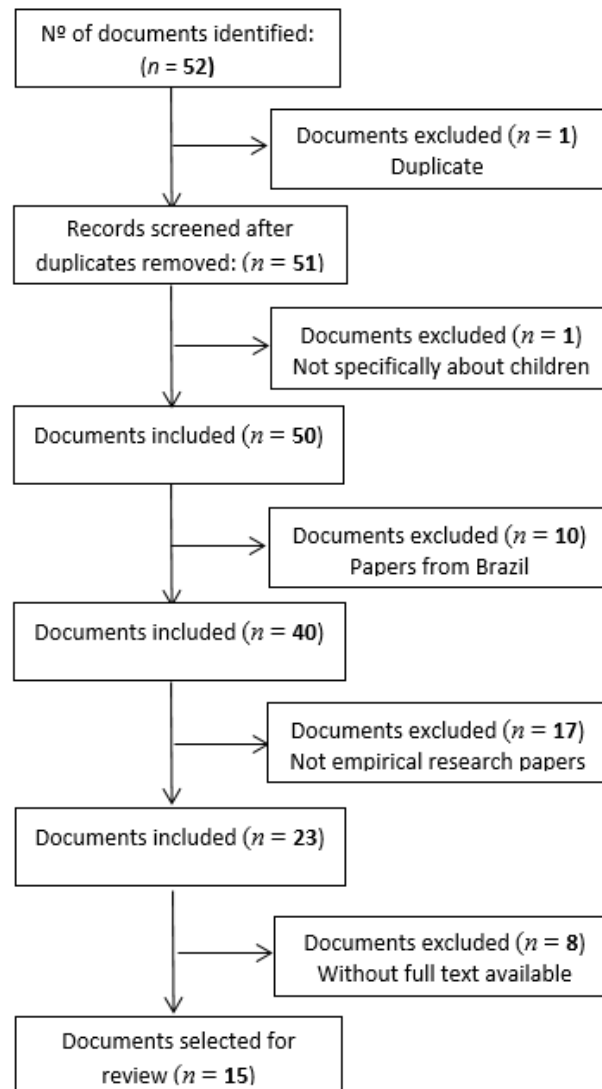 Nº of documents identified:
(n = 52)
Documents excluded (n = 1)
Duplicate
Records screened after
duplicates removed: (n = 51)
Documents excluded (n = 1)
Not specifically about children
Documents included (n = 50)
Documents excluded (n = 10)
Papers from Brazil
Documents included (n = 40)
Documents excluded (n = 17)
Not empirical research papers
Documents included (n = 23)
Documents excluded (n = 8)
Without full text available
Documents selected for
review (n = 15)